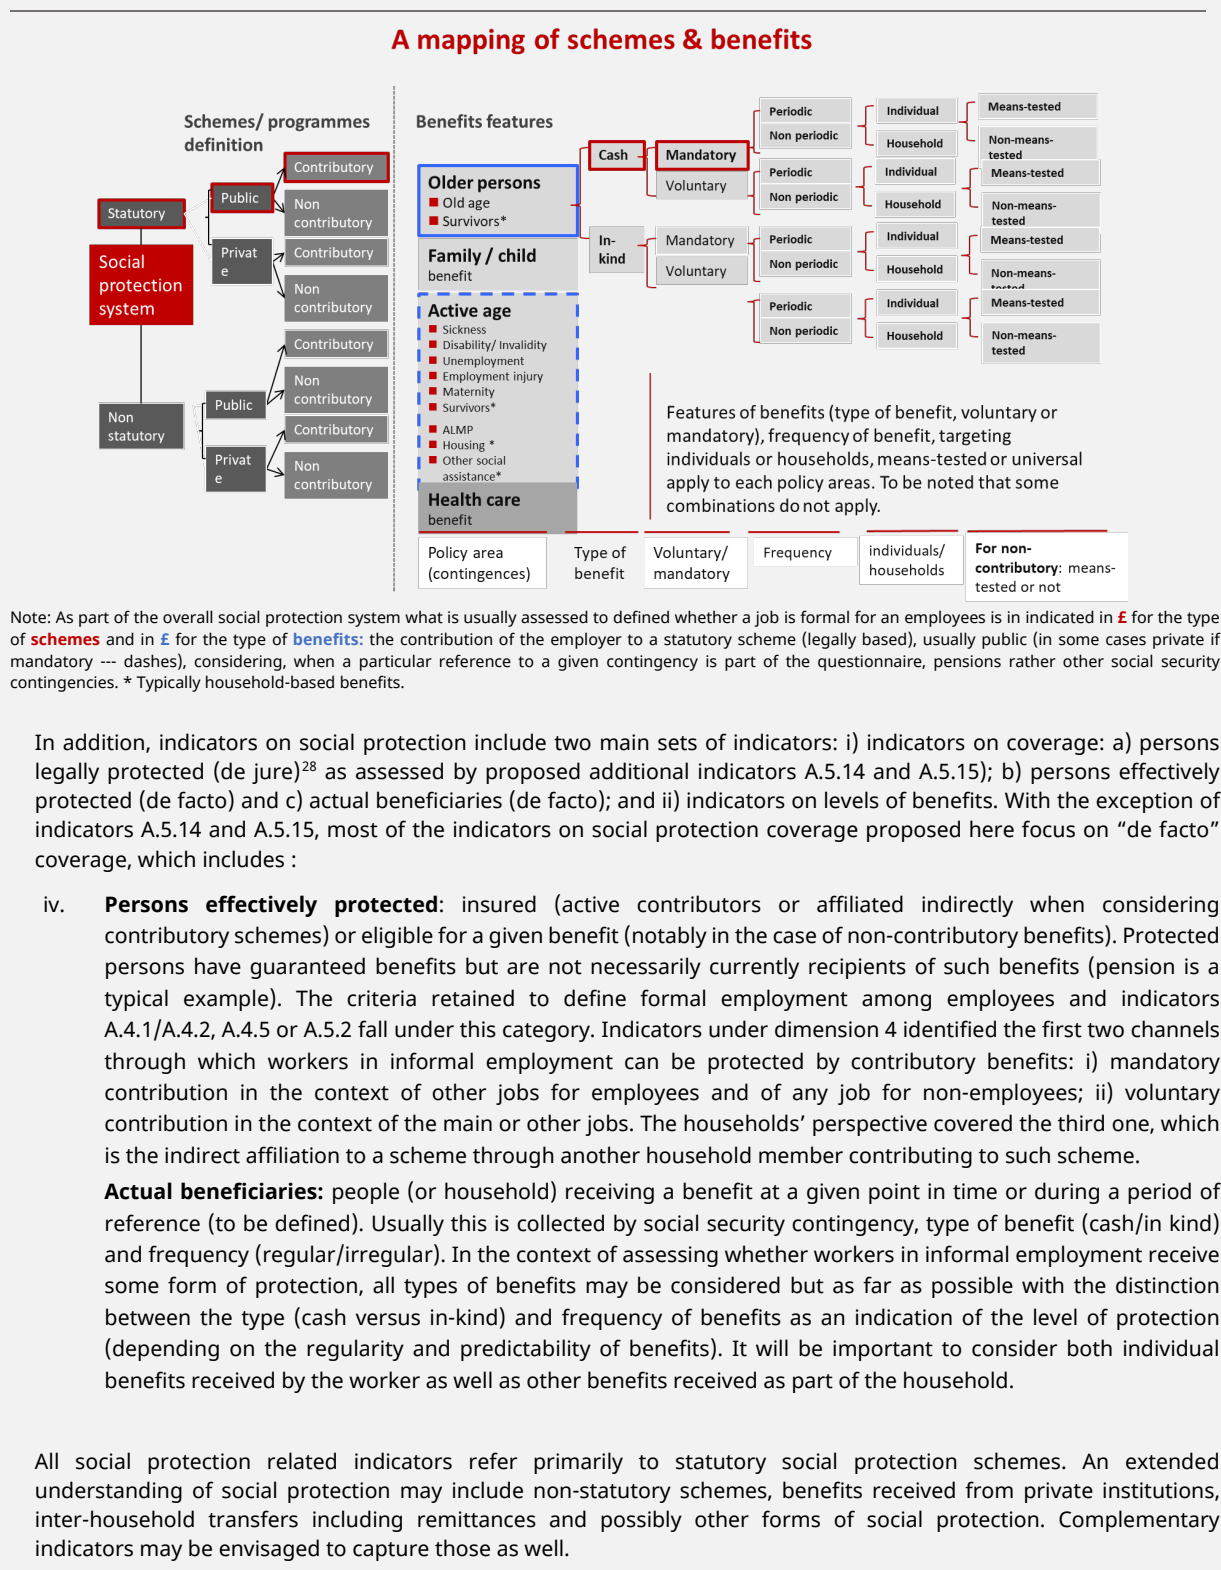 A mapping of schemes & benefits
Schemes/ programmes
definition
Contributory
Public
Non
contributory
Statutory
Privat
e
Contributory
Non
contributory
Social
protection
system
Contributory
Public
Non
contributory
Non
statutory
Contributory
Privat
e
Non
contributory
Benefits features
Older persons
Old age
Survivors*
Family / child
benefit
Active age
Sickness
Disability/ Invalidity
Unemployment
Employment injury
Maternity
Survivors*
ALMP
Housing *
Other social
assistance*
Health care
benefit
Cash
Mandatory
Voluntary
In-
kind
Mandatory
Voluntary
Periodic
Non periodic
Individual
Household
Means-tested
Non-means-
tested
Periodic
Non periodic
Individual
Household
Means-tested
Non-means-
tested
Periodic
Non periodic
Individual
Household
Means-tested
Non-means-
tested
Periodic
Non periodic
Individual
Household
Means-tested
Non-means-
tested
Features of benefits (type of benefit, voluntary or
mandatory), frequency of benefit, targeting
individuals or households, means-tested or universal
apply to each policy areas. To be noted that some
combinations do not apply.
Policy area
(contingences)
Type of
benefit
Voluntary/
mandatory
Frequency
individuals/
households
For non-
contributory: means-
tested or not
Note: As part of the overall social protection system what is usually assessed to defined whether a job is formal for an employees is in indicated in £ for the type
of schemes and in £ for the type of benefits: the contribution of the employer to a statutory scheme (legally based), usually public (in some cases private if
mandatory --- dashes), considering, when a particular reference to a given contingency is part of the questionnaire, pensions rather other social security
contingencies. * Typically household-based benefits.
In addition, indicators on social protection include two main sets of indicators: i) indicators on coverage: a) persons
legally protected (de jure)28 as assessed by proposed additional indicators A.5.14 and A.5.15); b) persons effectively
protected (de facto) and c) actual beneficiaries (de facto); and ii) indicators on levels of benefits. With the exception of
indicators A.5.14 and A.5.15, most of the indicators on social protection coverage proposed here focus on “de facto”
coverage, which includes :
iv. Persons effectively protected: insured (active contributors or affiliated indirectly when considering
contributory schemes) or eligible for a given benefit (notably in the case of non-contributory benefits). Protected
persons have guaranteed benefits but are not necessarily currently recipients of such benefits (pension is a
typical example). The criteria retained to define formal employment among employees and indicators
A.4.1/A.4.2, A.4.5 or A.5.2 fall under this category. Indicators under dimension 4 identified the first two channels
through which workers in informal employment can be protected by contributory benefits: i) mandatory
contribution in the context of other jobs for employees and of any job for non-employees; ii) voluntary
contribution in the context of the main or other jobs. The households’ perspective covered the third one, which
is the indirect affiliation to a scheme through another household member contributing to such scheme.
Actual beneficiaries: people (or household) receiving a benefit at a given point in time or during a period of
reference (to be defined). Usually this is collected by social security contingency, type of benefit (cash/in kind)
and frequency (regular/irregular). In the context of assessing whether workers in informal employment receive
some form of protection, all types of benefits may be considered but as far as possible with the distinction
between the type (cash versus in-kind) and frequency of benefits as an indication of the level of protection
(depending on the regularity and predictability of benefits). It will be important to consider both individual
benefits received by the worker as well as other benefits received as part of the household.
All social protection related indicators refer primarily to statutory social protection schemes. An extended
understanding of social protection may include non-statutory schemes, benefits received from private institutions,
inter-household transfers including remittances and possibly other forms of social protection. Complementary
indicators may be envisaged to capture those as well.